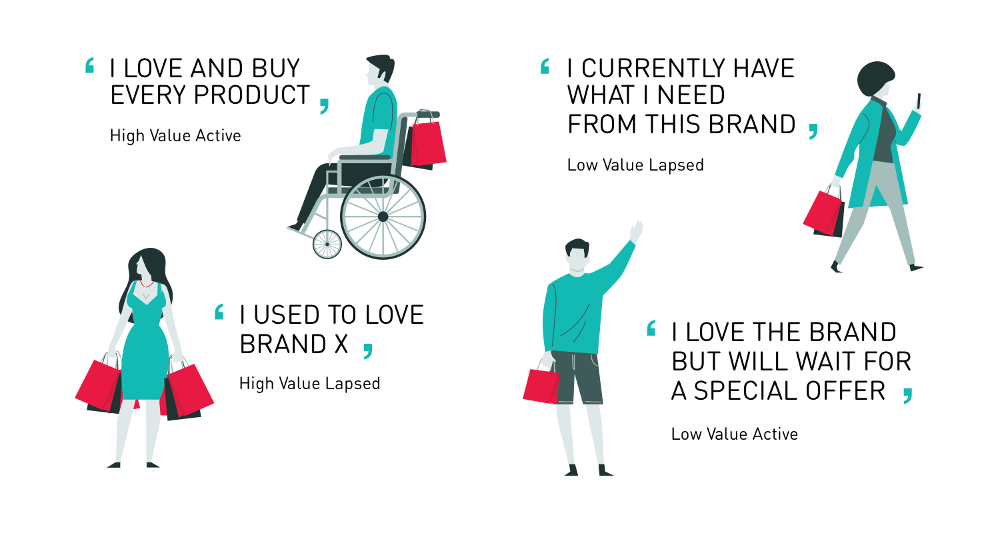 ‘ I LOVE AND BUY
EVERY PRODUCT ’
High Value Active
‘ I CURRENTLY HAVE
WHAT I NEED
FROM THIS BRAND ’
Low Value Lapsed
‘ I USED TO LOVE
BRAND X ’
High Value Lapsed
‘ I LOVE THE BRAND
BUT WILL WAIT FOR
A SPECIAL OFFER ’
Low Value Active